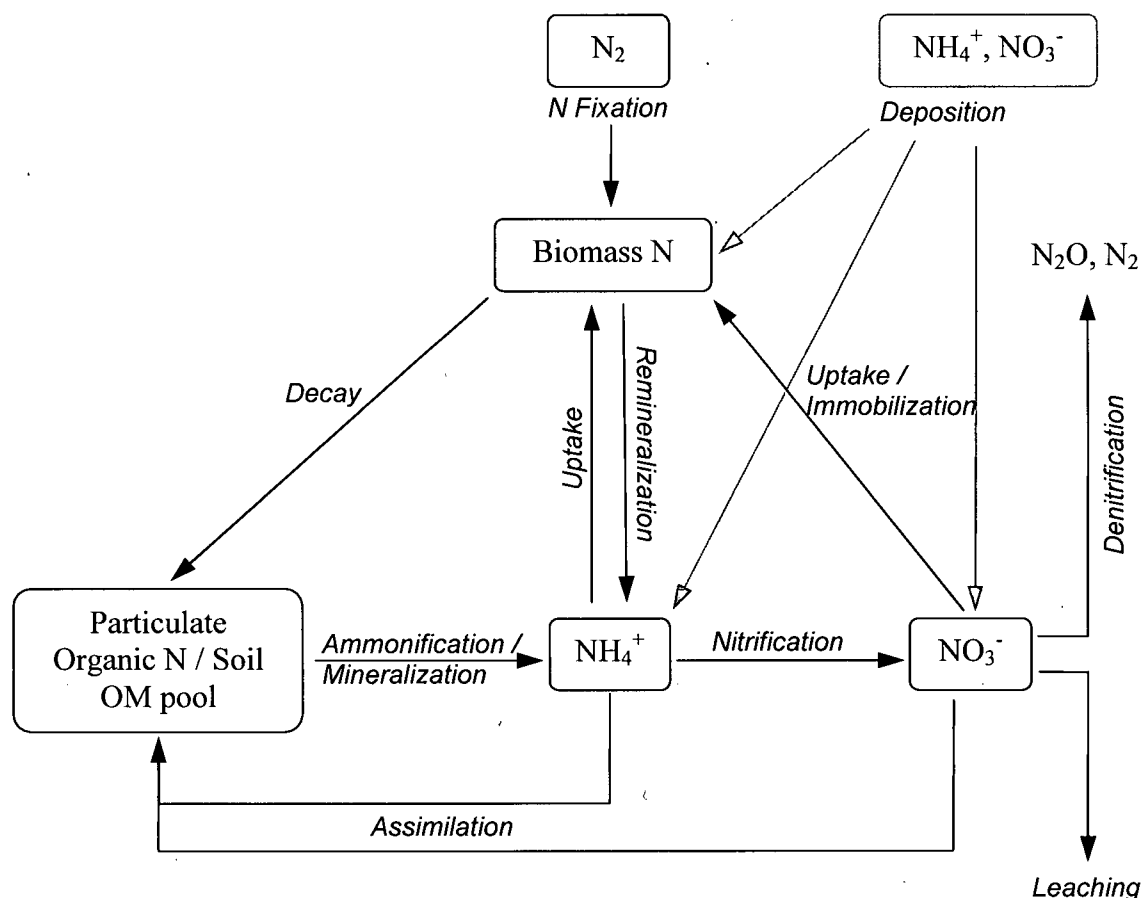 N₂
NH₄⁺, NO₃⁻
N Fixation
Deposition
Biomass N
N₂O, N₂
Decay
Uptake
Remineralization
Uptake /
Immobilization
Denitrification
Particulate
Organic N / Soil
OM pool
Ammonification /
Mineralization
NH₄⁺
Nitrification
NO₃⁻
Assimilation
Leaching